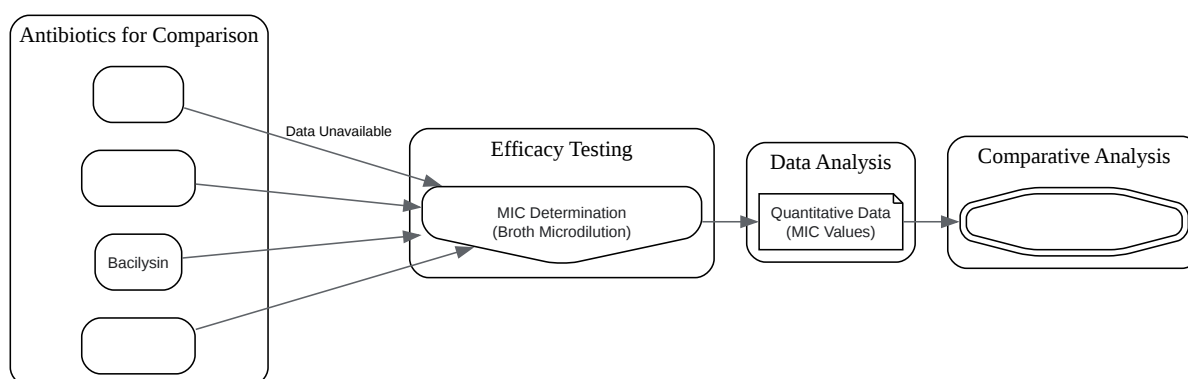 Antibiotics for Comparison
Data Unavailable
Bacilysin
Efficacy Testing
MIC Determination
(Broth Microdilution)
Data Analysis
Quantitative Data
(MIC Values)
Comparative Analysis